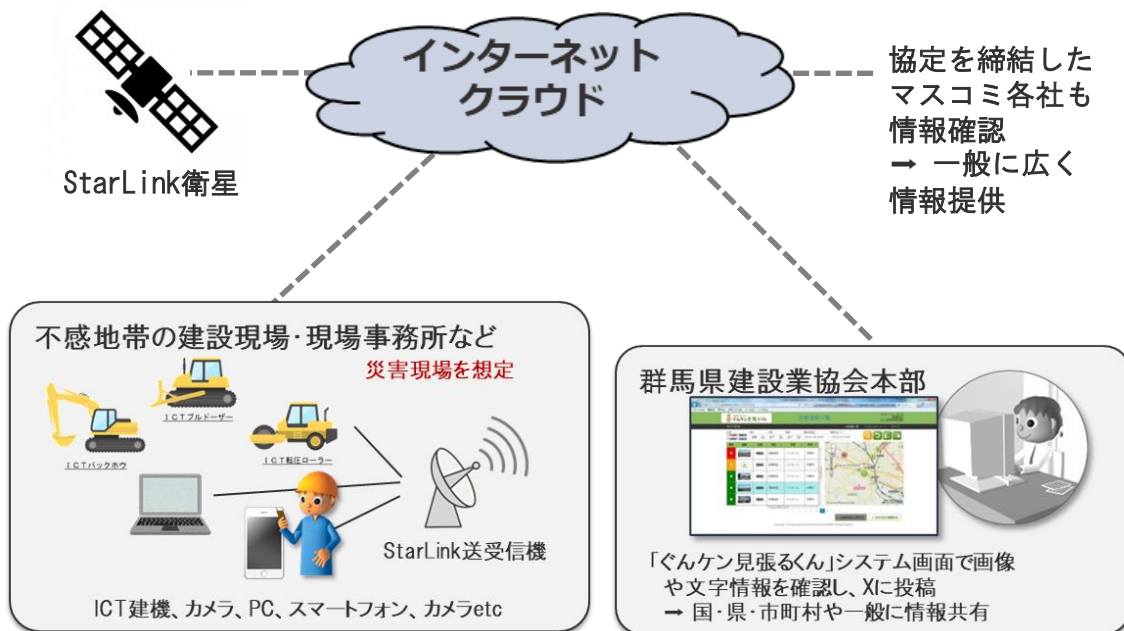 インターネット
クラウド
StarLink衛星
協定を締結した
マスコミ各社も
情報確認
→ 一般に広く
情報提供
不感地帯の建設現場・現場事務所など
災害現場を想定
ICTブルドーザー
ICTバックホウ
ICT転圧ローラー
StarLink送受信機
ICT建機、カメラ、PC、スマートフォン、カメラetc
群馬県建設業協会本部
「ぐんケン見張るくん」システム画面で画像
や文字情報を確認し、Xに投稿
→ 国・県・市町村や一般に情報共有